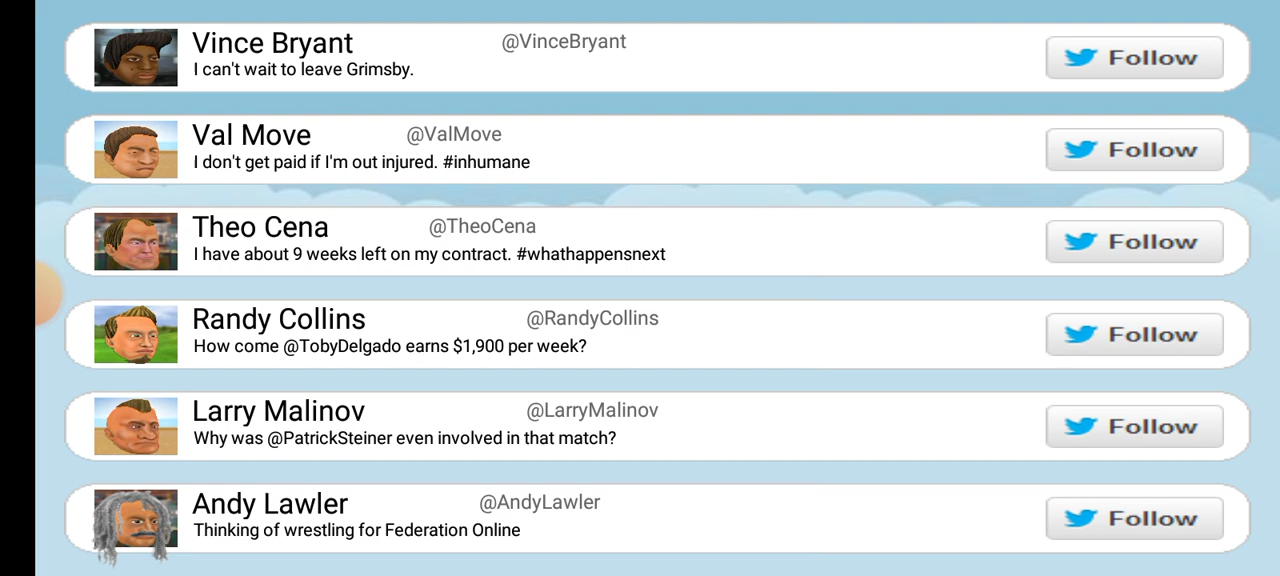 Vince Bryant @VinceBryant
I can't wait to leave Grimsby.
Follow
Val Move @ValMove
I don't get paid if I'm out injured. #inhumane
Follow
Theo Cena @TheoCena
I have about 9 weeks left on my contract. #whathappensnext
Follow
Randy Collins @RandyCollins
How come @TobyDelgado earns $1,900 per week?
Follow
Larry Malinov @LarryMalinov
Why was @PatrickSteiner even involved in that match?
Follow
Andy Lawler @AndyLawler
Thinking of wrestling for Federation Online
Follow